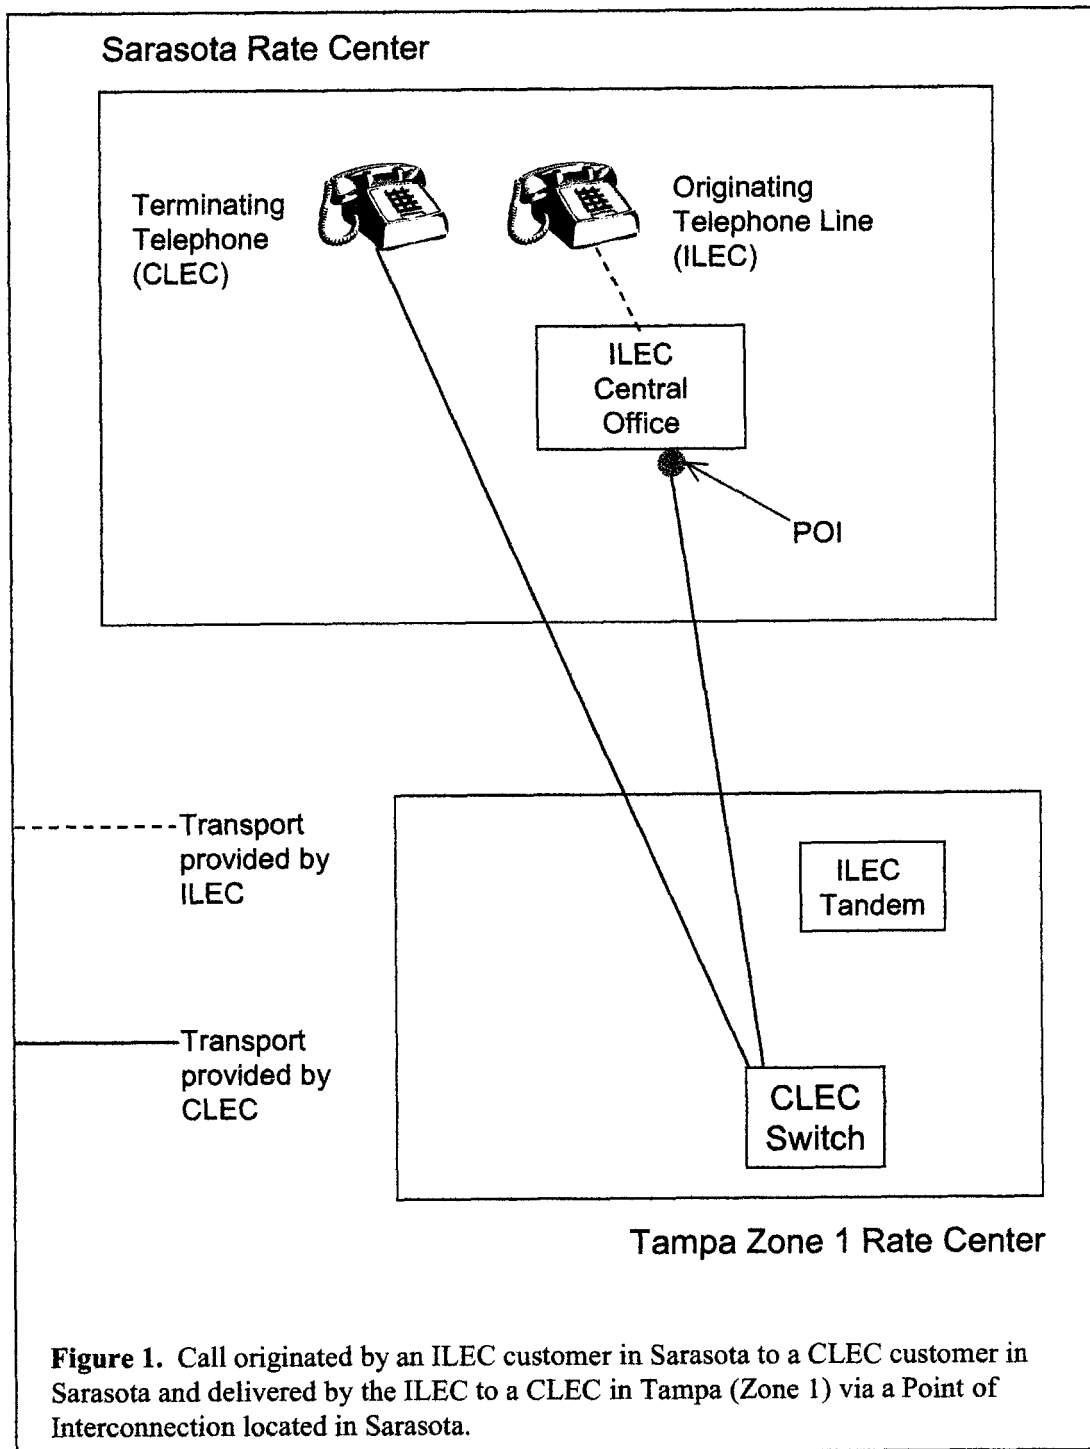 Sarasota Rate Center
Terminating
Telephone
(CLEC)
Originating
Telephone Line
(ILEC)
ILEC
Central
Office
POI
Transport
provided by
ILEC
ILEC
Tandem
Transport
provided by
CLEC
CLEC
Switch
Tampa Zone 1 Rate Center
Figure 1. Call originated by an ILEC customer in Sarasota to a CLEC customer in
Sarasota and delivered by the ILEC to a CLEC in Tampa (Zone 1) via a Point of
Interconnection located in Sarasota.